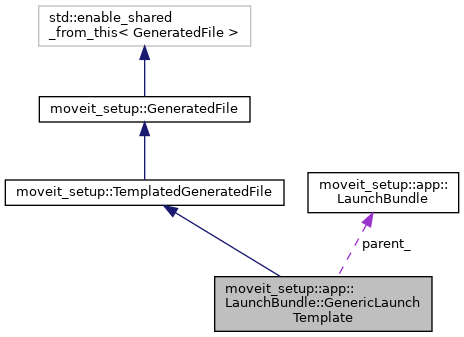 std::enable_shared
_from_this< GeneratedFile >
moveit_setup::GeneratedFile
moveit_setup::TemplatedGeneratedFile
moveit_setup::app::
LaunchBundle
parent_
moveit_setup::app::
LaunchBundle::GenericLaunch
Template